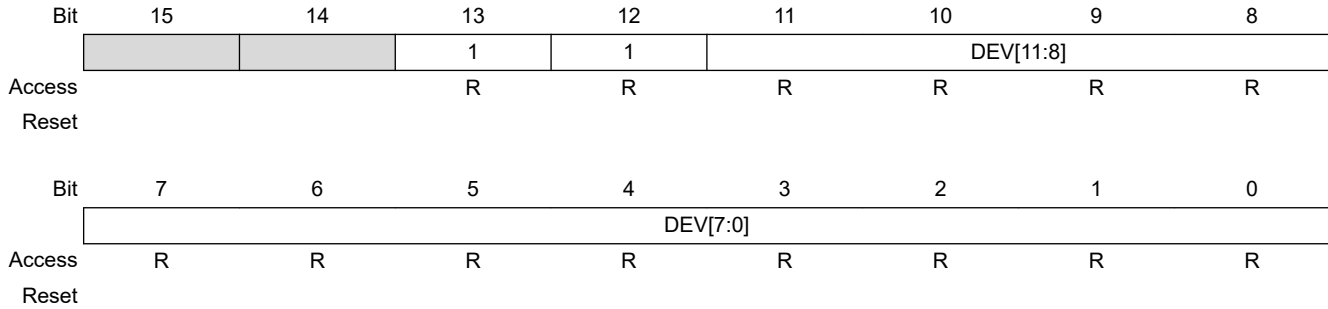 Bit 15 14 13 12 11 10 9 8
1 1 DEV[11:8]
Access R R R R R R
Reset
Bit 7 6 5 4 3 2 1 0
DEV[7:0]
Access R R R R R R R R
Reset